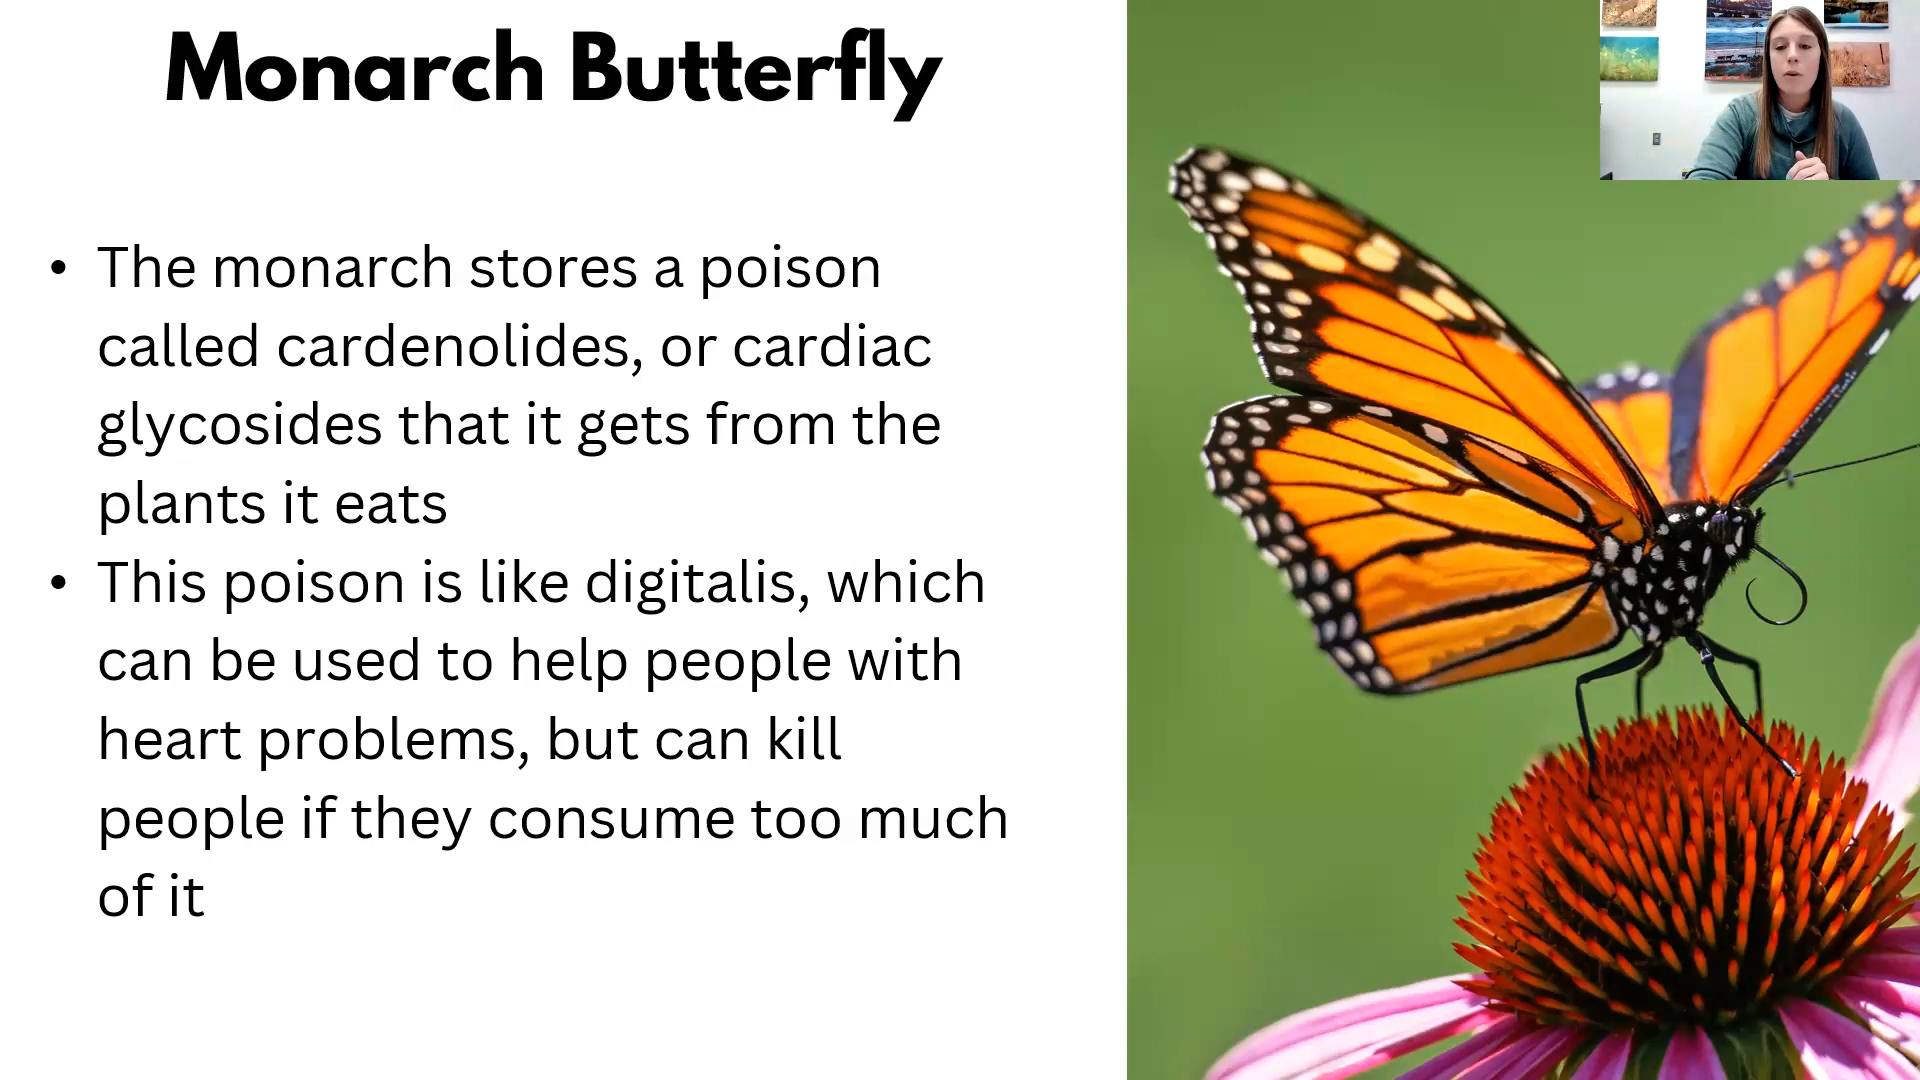 Monarch Butterfly
• The monarch stores a poison
called cardenolides, or cardiac
glycosides that it gets from the
plants it eats
• This poison is like digitalis, which
can be used to help people with
heart problems, but can kill
people if they consume too much
of it